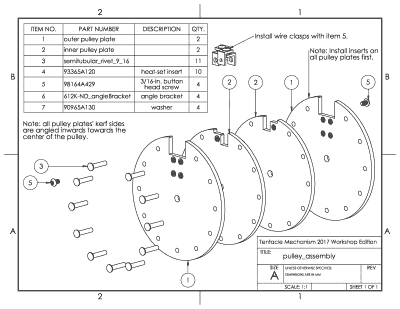 2
1
ITEM NO. PART NUMBER DESCRIPTION QTY.
1 outer pulley plate 2
2 inner pulley plate 2
3 semitubular_rivet_9_16 11
4 93365A120 heat-set insert 10
5 98164A429 3/16-in. button head screw 4
6 612K-ND_angleBracket angle bracket 4
7 90965A130 washer 4
Install wire clasps with item 5.
Note: Install inserts on
all pulley plates first.
B
B
Note: all pulley plates' kerf sides
are angled inwards towards the
center of the pulley.
2
2
1
5
3
5
1
A
A
Tentacle Mechanism 2017 Workshop Edition
TITLE:
pulley_assembly
SIZE
A
UNLESS OTHERWISE SPECIFIED:
DIMENSIONS ARE IN MM
REV
SCALE: 1:1
SHEET 1 OF 1
2
1